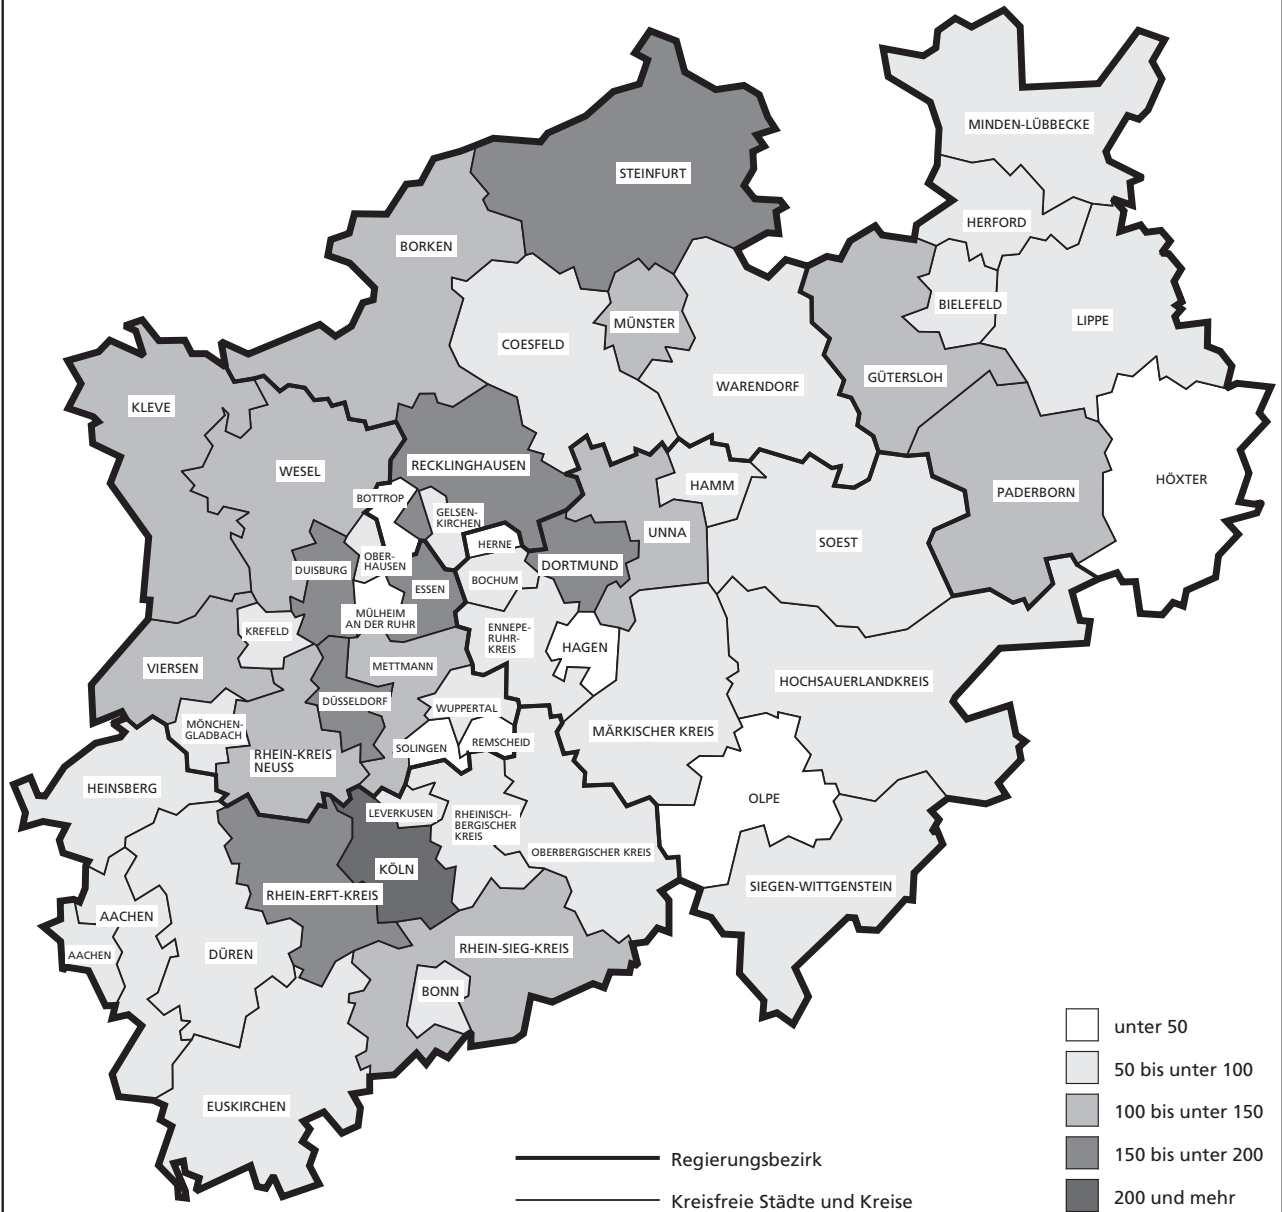 MINDEN-LÜBBECKE
STEINFURT
HERFORD
BORKEN
BIELEFELD
MÜNSTER
LIPPE
COESFELD
GÜTERSLOH
WARENDORF
KLEVE
RECKLINGHAUSEN
WESEL
HÖXTER
HAMM
PADERBORN
BOTTROP
GELSEN-
KIRCHEN
UNNA
SOEST
HERNE
OBER-
HAUSEN
DORTMUND
DUISBURG
BOCHUM
ESSEN
MÜLHEIM
AN DER RUHR
KREFELD
ENNEPE-
RUHR-
KREIS
HAGEN
VIERSEN
METTMANN
HOCHSAUERLANDKREIS
DÜSSELDORF
WUPPERTAL
MÖNCHEN-
GLADBACH
MÄRKISCHER KREIS
REMSCHEID
SOLINGEN
RHEIN-KREIS
NEUSS
HEINSBERG
OLPE
LEVERKUSEN
RHEINISCH-
BERGISCHER
KREIS
OBERBERGISCHER KREIS
KÖLN
SIEGEN-WITTGENSTEIN
RHEIN-ERFT-KREIS
AACHEN
RHEIN-SIEG-KREIS
DÜREN
AACHEN
BONN
EUSKIRCHEN
unter 50
50 bis unter 100
100 bis unter 150
150 bis unter 200
200 und mehr
Regierungsbezirk
Kreisfreie Städte und Kreise